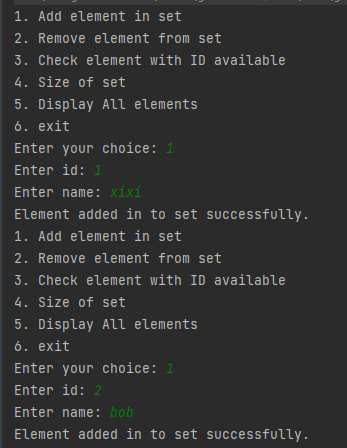 1. Add element in set
2. Remove element from set
3. Check element with ID available
4. Size of set
5. Display All elements
6. exit
Enter your choice: 1
Enter id: 1
Enter name: xixi
Element added in to set successfully.
1. Add element in set
2. Remove element from set
3. Check element with ID available
4. Size of set
5. Display All elements
6. exit
Enter your choice: 1
Enter id: 2
Enter name: bob
Element added in to set successfully.